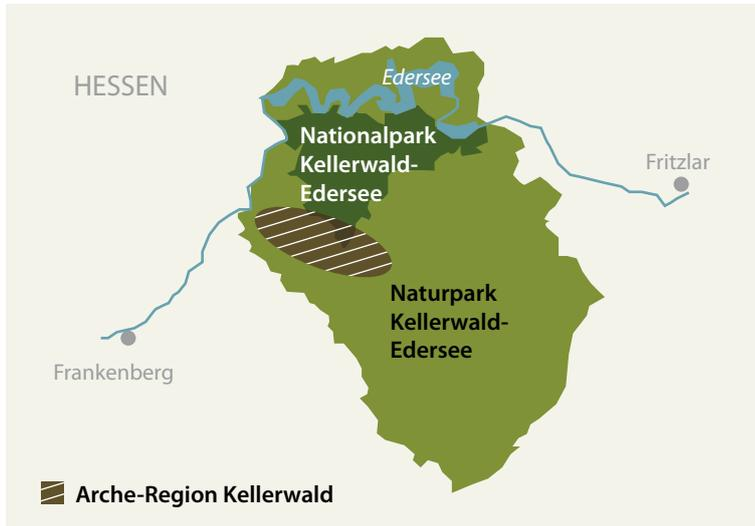 HESSEN
Edersee
Nationalpark
Kellerwald-
Edersee
Fritzlar
Naturpark
Kellerwald-
Edersee
Frankenberg
Arche-Region Kellerwald